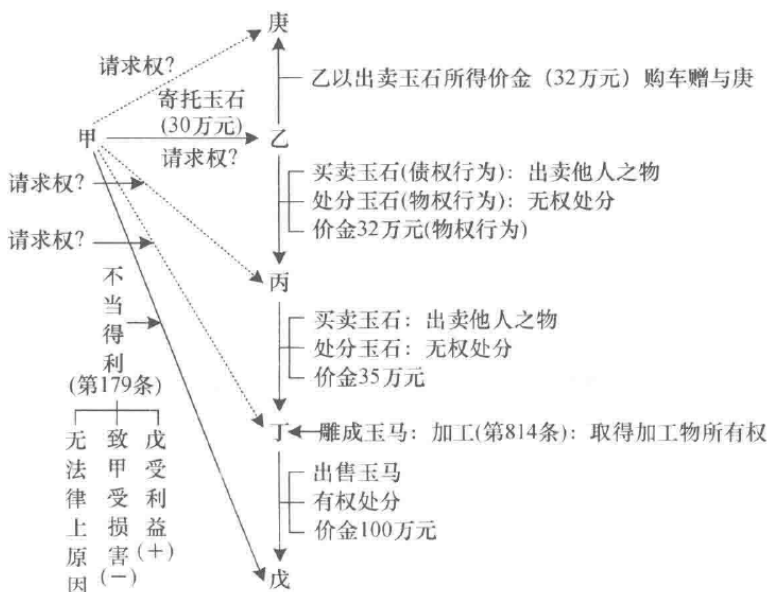 庚
请求权?
乙以出卖玉石所得价金（32万元）购车赠与庚
寄托玉石
(30万元)
甲
乙
请求权?
请求权?
买卖玉石(债权行为)：出卖他人之物
处分玉石(物权行为)：无权处分
价金32万元(物权行为)
请求权?
丙
不当得利
(第179条)
买卖玉石：出卖他人之物
处分玉石：无权处分
价金35万元
丁
雕成玉马：加工(第814条)：取得加工物所有权
无法律上原因
致甲受损害(－)
戊受利益(＋)
出售玉马
有权处分
价金100万元
戊